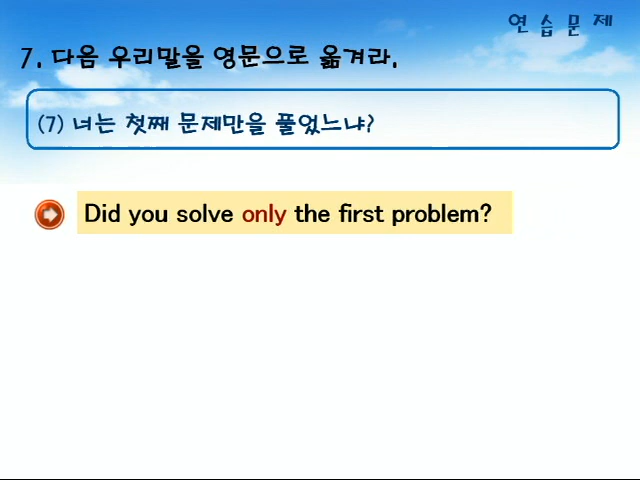 연습문제
7. 다음 우리말을 영문으로 옮겨라.
(7) 너는 첫째 문제만을 풀었느냐?
Did you solve only the first problem?